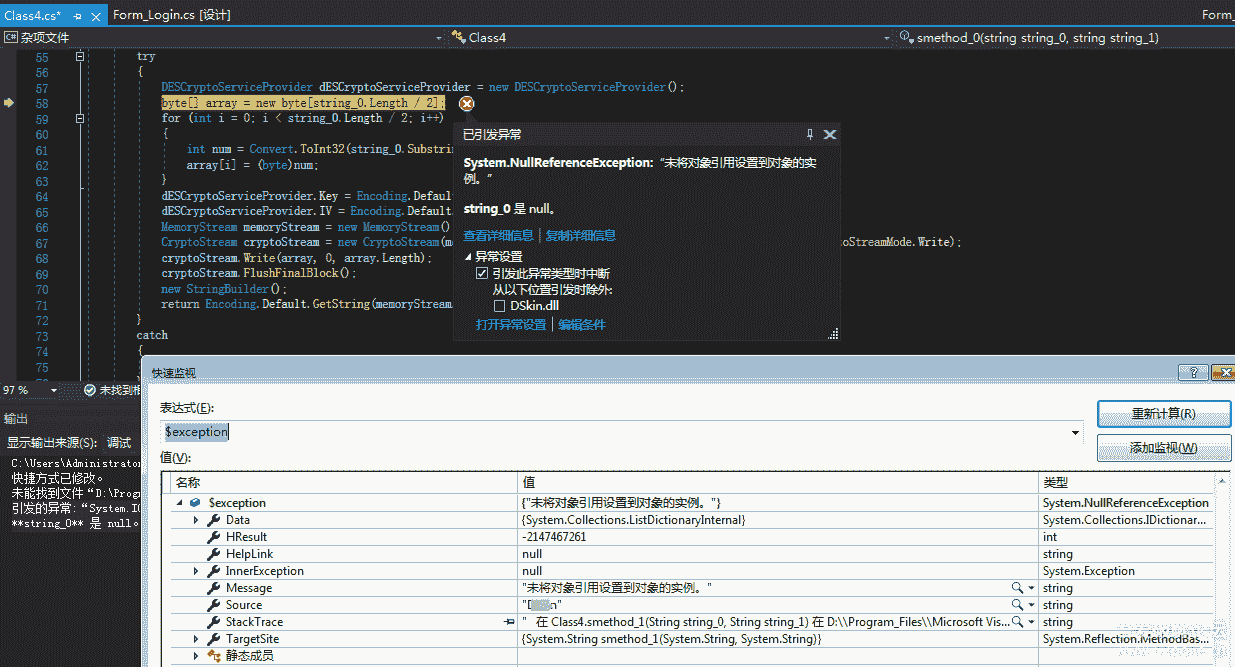 Class4.cs*
Form_Login.cs [设计]
Form_
C# 杂项文件
Class4
smethod_0(string string_0, string string_1)
55 try
56 {
57 DESCryptoServiceProvider dESCryptoServiceProvider = new DESCryptoServiceProvider();
58 byte[] array = new byte[string_0.Length / 2];
59 for (int i = 0; i < string_0.Length / 2; i++)
60 {
61 int num = Convert.ToInt32(string_0.Substrin
62 array[i] = (byte)num;
63 }
64 dESCryptoServiceProvider.Key = Encoding.Defaul
65 dESCryptoServiceProvider.IV = Encoding.Default.
66 MemoryStream memoryStream = new MemoryStream()
67 CryptoStream cryptoStream = new CryptoStream(m oStreamMode.Write);
68 cryptoStream.Write(array, 0, array.Length);
69 cryptoStream.FlushFinalBlock();
70 new StringBuilder();
71 return Encoding.Default.GetString(memoryStream
72 }
73 catch
74 {
75
已引发异常
System.NullReferenceException:“未将对象引用设置到对象的实
例。”
string_0 是 null。
查看详细信息 | 复制详细信息
异常设置
引发此异常类型时中断
从以下位置引发时除外:
DSkin.dll
打开异常设置 | 编辑条件
97 %
未找到相
输出
显示输出来源(S): 调试
C:\Users\Administrator
快捷方式已修改。
未能找到文件“D:\Prog
引发的异常:“System.IO
**string_0** 是 null。
快速监视
表达式(E):
$exception
重新计算(R)
添加监视(W)
值(V):
名称 值 类型
$exception {"未将对象引用设置到对象的实例。"} System.NullReferenceException
Data {System.Collections.ListDictionaryInternal} System.Collections.IDictionar...
HResult -2147467261 int
HelpLink null string
InnerException null System.Exception
Message "未将对象引用设置到对象的实例。" string
Source string
StackTrace " 在 Class4.smethod_1(String string_0, String string_1) 在 D:\\Program_Files\\Microsoft Vis... string
TargetSite {System.String smethod_1(System.String, System.String)} System.Reflection.MethodBas...
静态成员